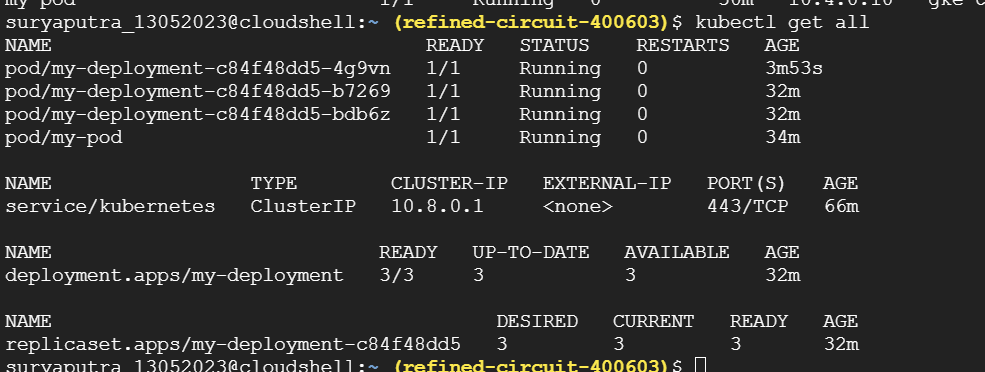 my-pod 1/1 Running 0 30m 10.4.0.10 gke-c
suryaputra_13052023@cloudshell:~ (refined-circuit-400603)$ kubectl get all
NAME READY STATUS RESTARTS AGE
pod/my-deployment-c84f48dd5-4g9vn 1/1 Running 0 3m53s
pod/my-deployment-c84f48dd5-b7269 1/1 Running 0 32m
pod/my-deployment-c84f48dd5-bdb6z 1/1 Running 0 32m
pod/my-pod 1/1 Running 0 34m
NAME TYPE CLUSTER-IP EXTERNAL-IP PORT(S) AGE
service/kubernetes ClusterIP 10.8.0.1 <none> 443/TCP 66m
NAME READY UP-TO-DATE AVAILABLE AGE
deployment.apps/my-deployment 3/3 3 3 32m
NAME DESIRED CURRENT READY AGE
replicaset.apps/my-deployment-c84f48dd5 3 3 3 32m
suryaputra_13052023@cloudshell:~ (refined-circuit-400603)$